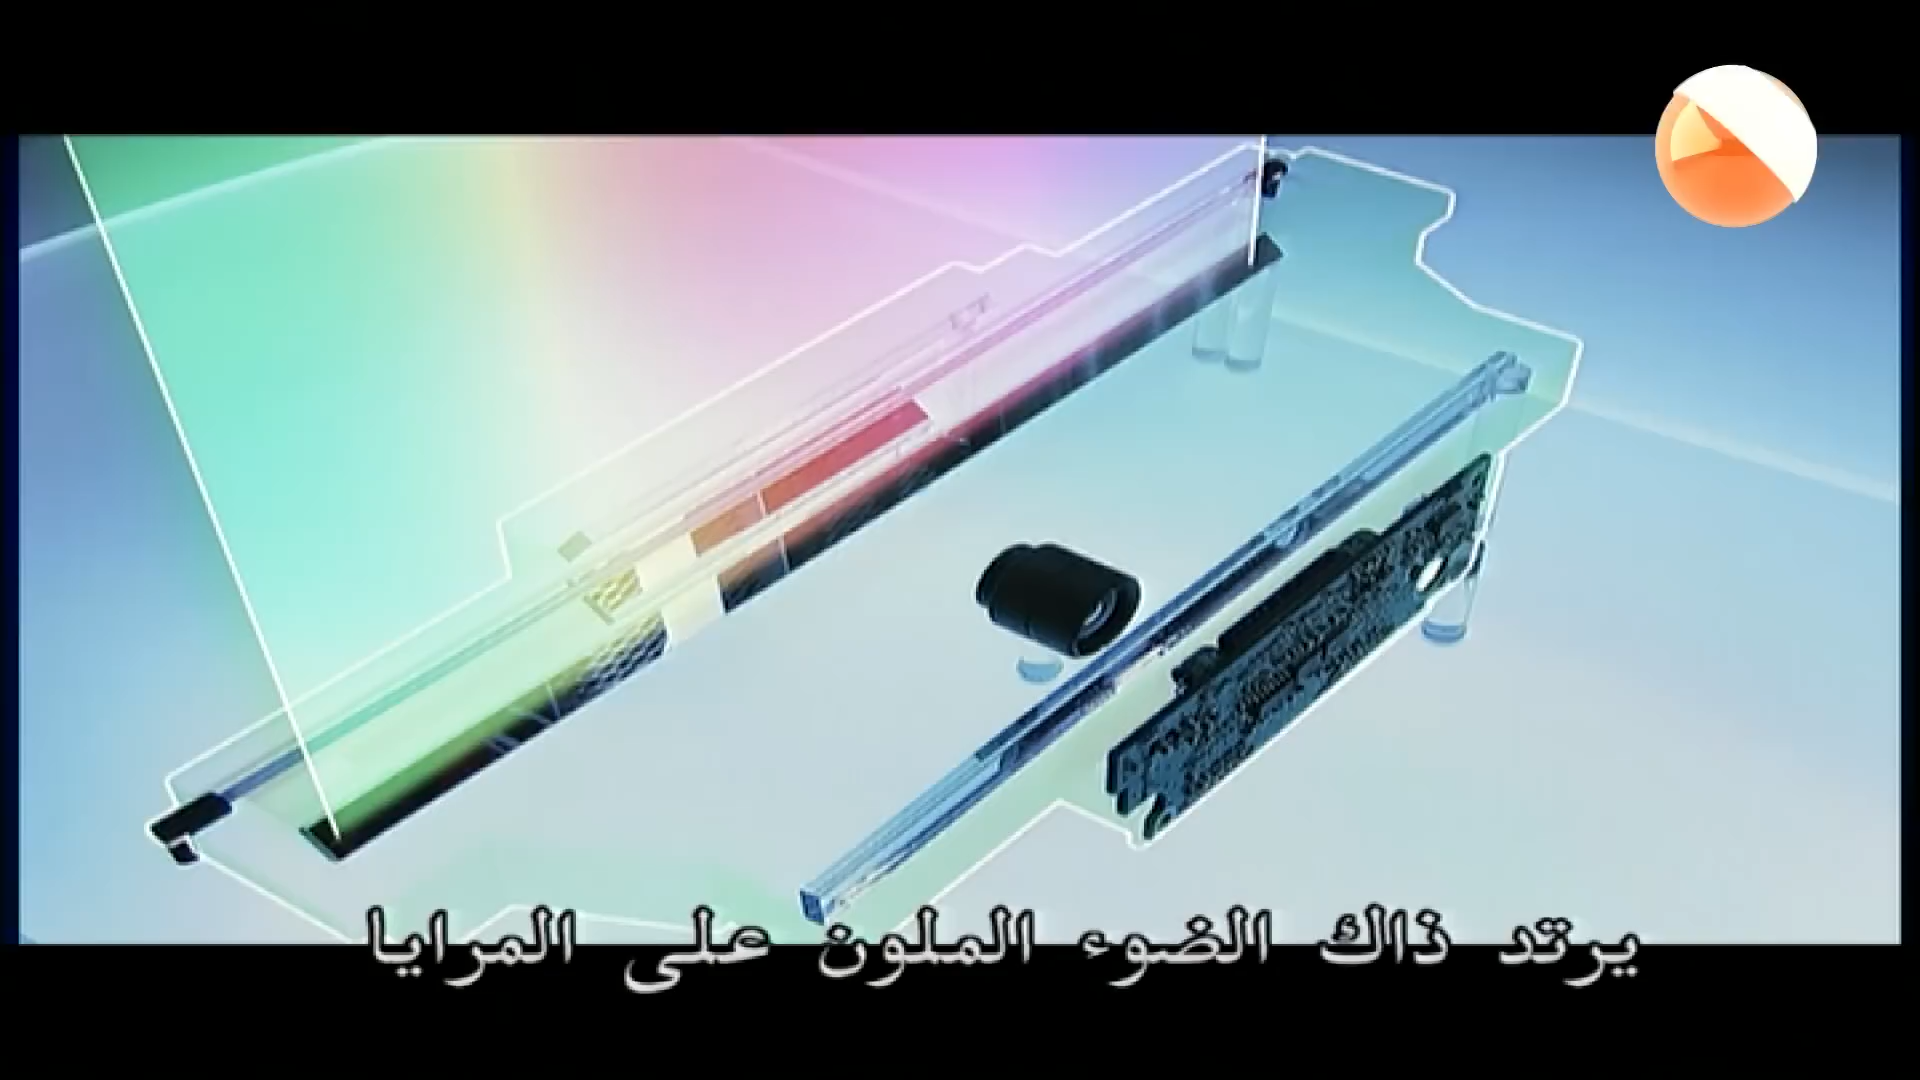 يرتد ذاك الضوء الملون على المرايا